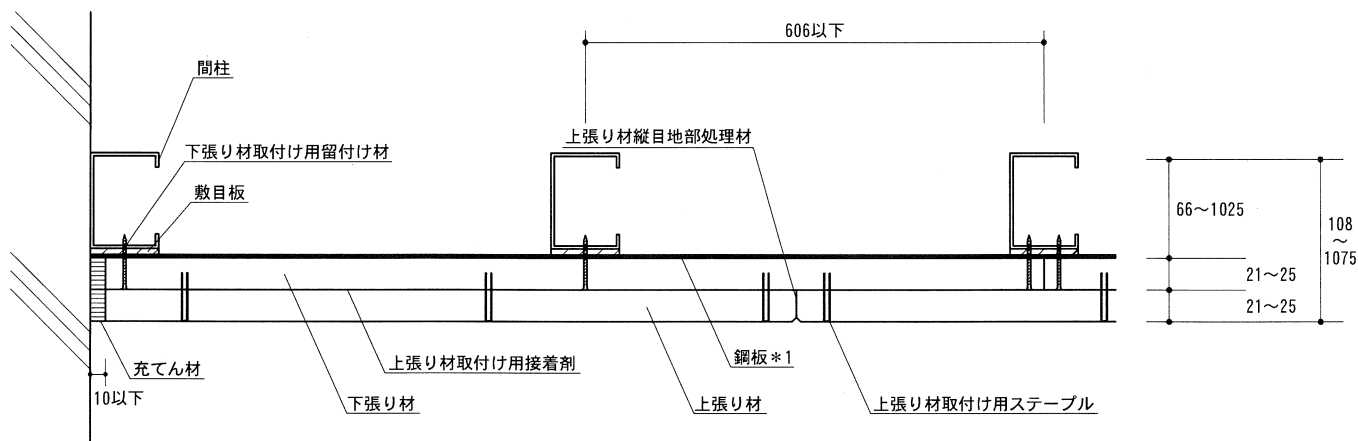 606以下
間柱
上張り材縦目地部処理材
下張り材取付け用留付け材
敷目板
66～1025
108
～
1075
21～25
21～25
鋼板＊1
上張り材取付け用接着剤
充てん材
10以下
下張り材
上張り材
上張り材取付け用ステープル